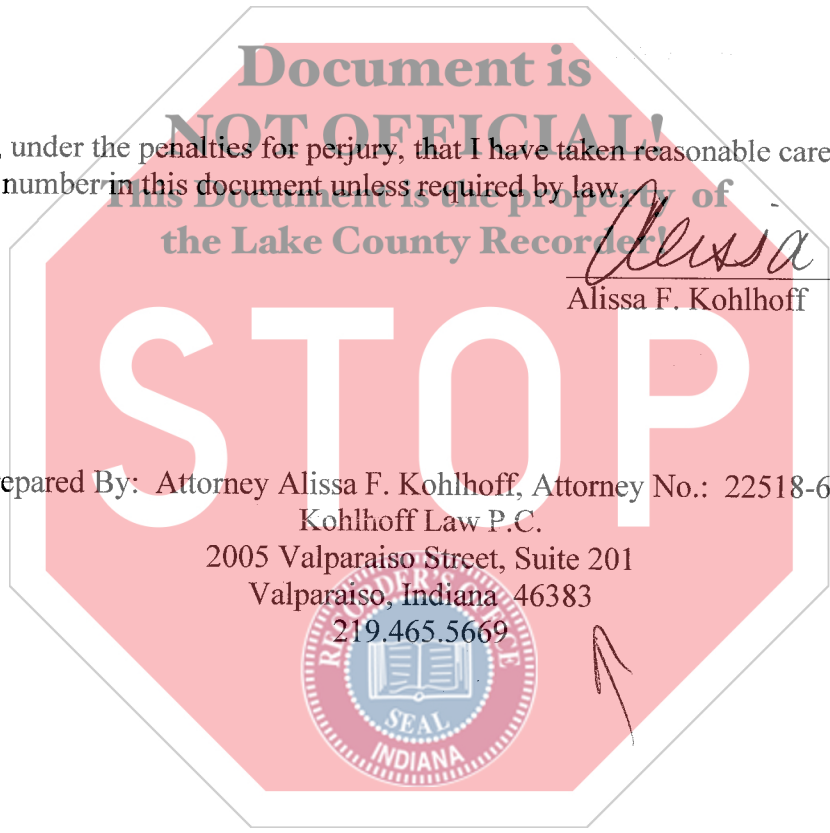 Document is
NOT OFFICIAL!
, under the penalties for perjury, that I have taken reasonable care
number in this document unless required by law.
This Document is the property of
the Lake County Recorder!
Alissa
Alissa F. Kohlhoff
STOP
epared By: Attorney Alissa F. Kohlhoff, Attorney No.: 22518-6
Kohlhoff Law P.C.
2005 Valparaiso Street, Suite 201
Valparaiso, Indiana 46383
219.465.5669
RECORDER'S OFFICE
SEAL
INDIANA